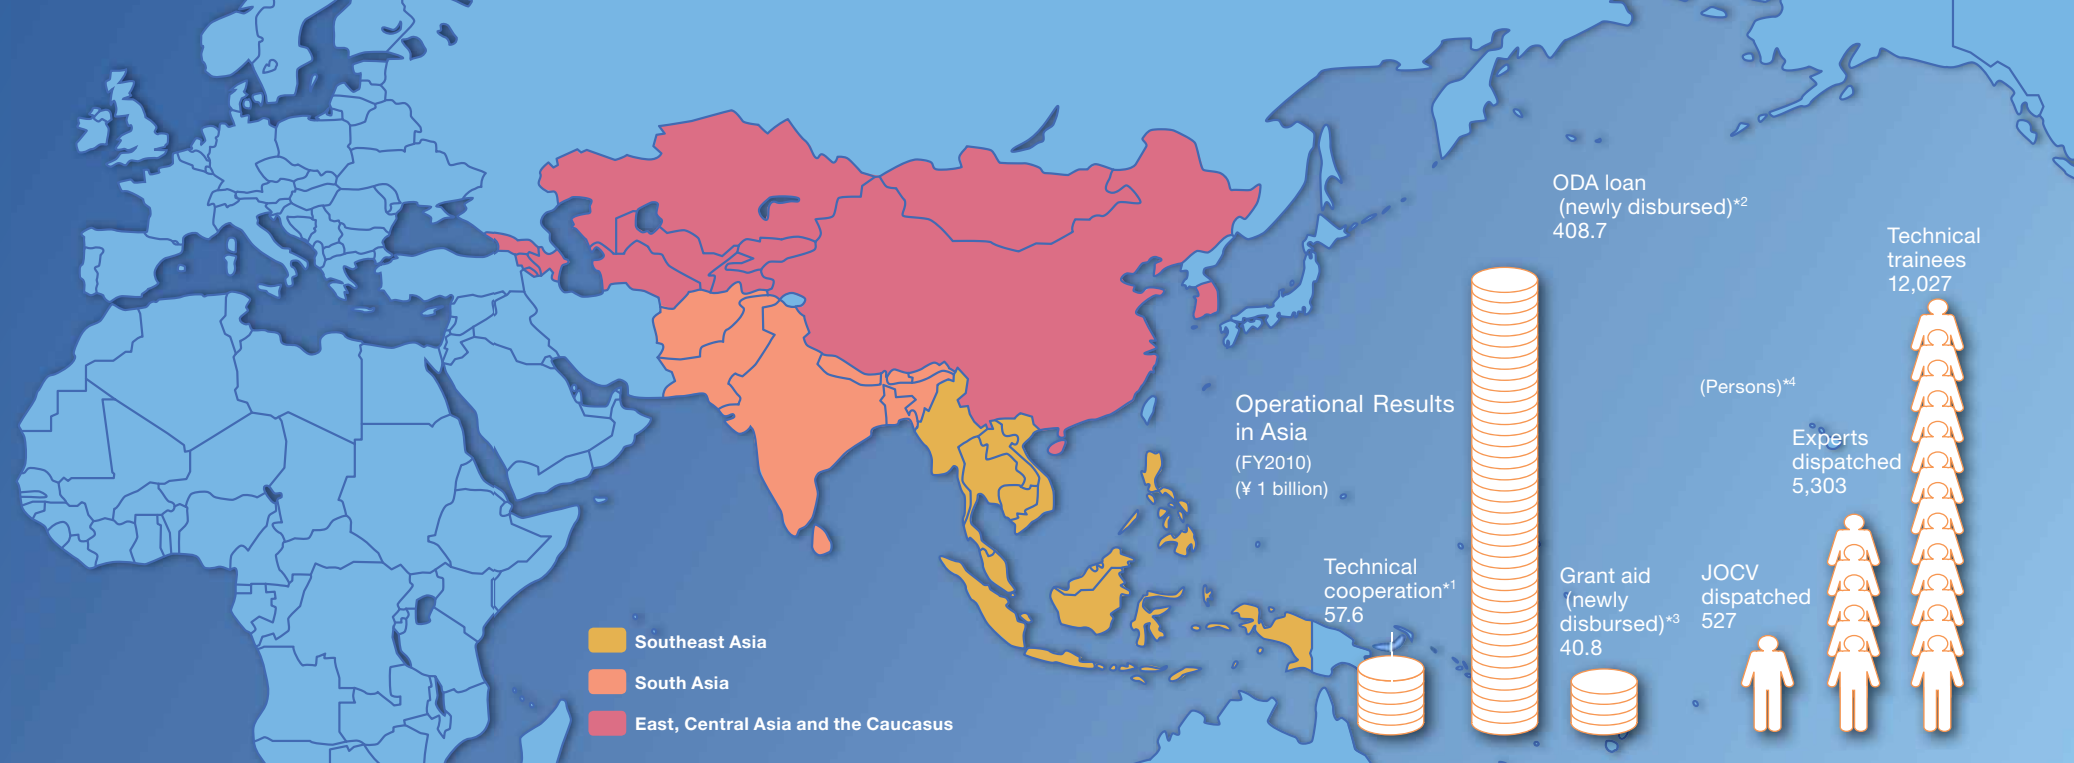 ODA loan
(newly disbursed)*2
408.7
Technical
trainees
12,027
(Persons)*4
Operational Results
in Asia
(FY2010)
(¥ 1 billion)
Experts
dispatched
5,303
Technical
cooperation*1
57.6
Grant aid
(newly
disbursed)*3
40.8
JOCV
dispatched
527
Southeast Asia
South Asia
East, Central Asia and the Caucasus